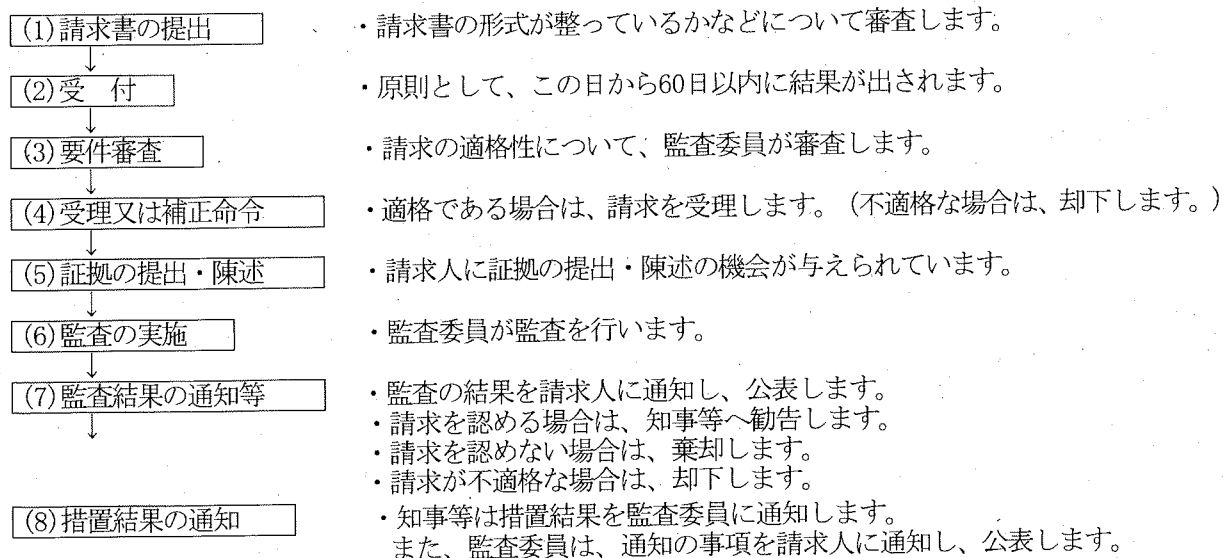 (1)請求書の提出 ・請求書の形式が整っているかなどについて審査します。
(2)受 付 ・原則として、この日から60日以内に結果が出されます。
(3)要件審査 ・請求の適格性について、監査委員が審査します。
(4)受理又は補正命令 ・適格である場合は、請求を受理します。(不適格な場合は、却下します。)
(5)証拠の提出・陳述 ・請求人に証拠の提出・陳述の機会が与えられています。
(6)監査の実施 ・監査委員が監査を行います。
(7)監査結果の通知等 ・監査の結果を請求人に通知し、公表します。
・請求を認める場合は、知事等へ勧告します。
・請求を認めない場合は、棄却します。
・請求が不適格な場合は、却下します。
(8)措置結果の通知 ・知事等は措置結果を監査委員に通知します。
また、監査委員は、通知の事項を請求人に通知し、公表します。